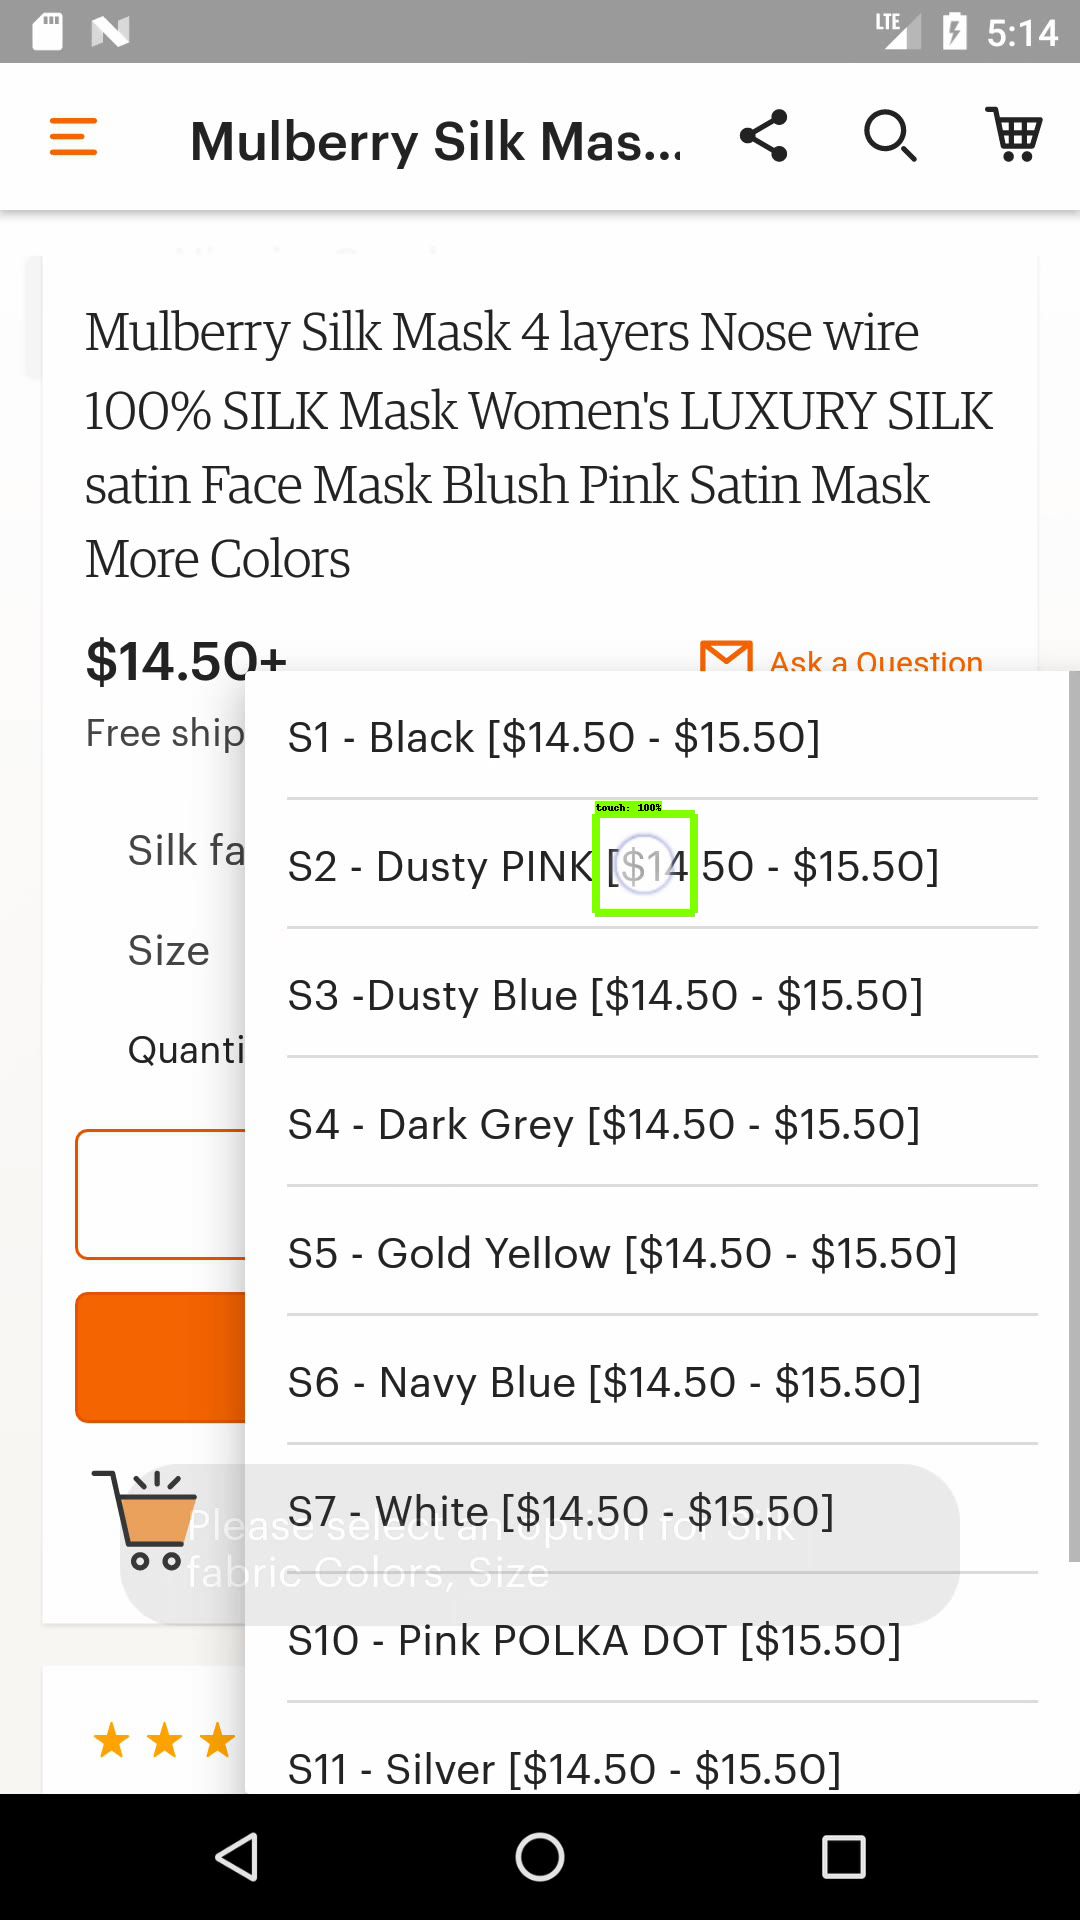 LTE 5:14
Mulberry Silk Mas...
Mulberry Silk Mask 4 layers Nose wire
100% SILK Mask Women's LUXURY SILK
satin Face Mask Blush Pink Satin Mask
More Colors
$14.50+
Ask a Question
Free ship
S1 - Black [$14.50 - $15.50]
touch: 100%
Silk fa
S2 - Dusty PINK [$14.50 - $15.50]
Size
S3 -Dusty Blue [$14.50 - $15.50]
Quanti
S4 - Dark Grey [$14.50 - $15.50]
S5 - Gold Yellow [$14.50 - $15.50]
S6 - Navy Blue [$14.50 - $15.50]
S7 - White [$14.50 - $15.50]
Please select an option for Silk
fabric Colors, Size
S10 - Pink POLKA DOT [$15.50]
S11 - Silver [$14.50 - $15.50]